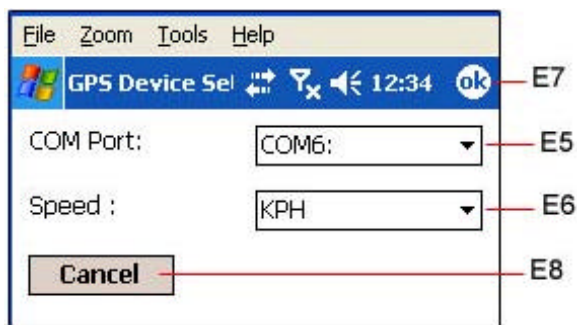 File Zoom Tools Help
GPS Device Sel 12:34 ok E7
COM Port: COM6: E5
Speed : KPH E6
Cancel E8